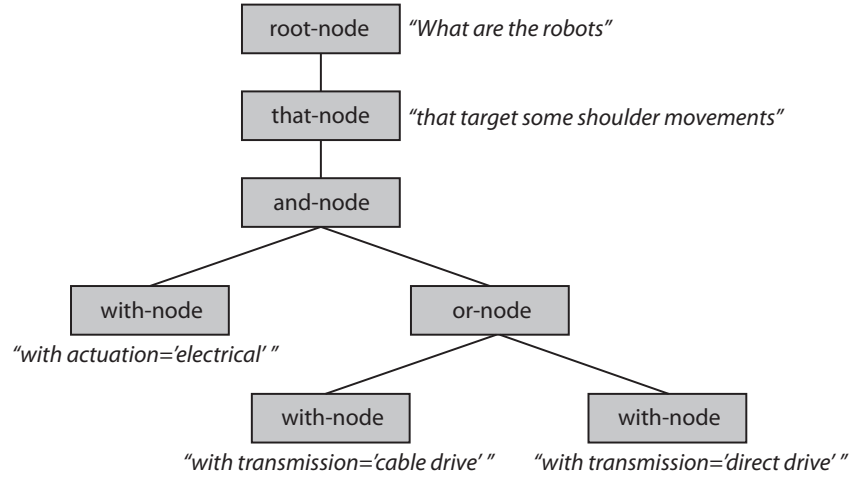 root-node “What are the robots”
that-node “that target some shoulder movements”
and-node
with-node or-node
“with actuation=’electrical’ ”
with-node with-node
“with transmission=’cable drive’ ” “with transmission=’direct drive’ ”